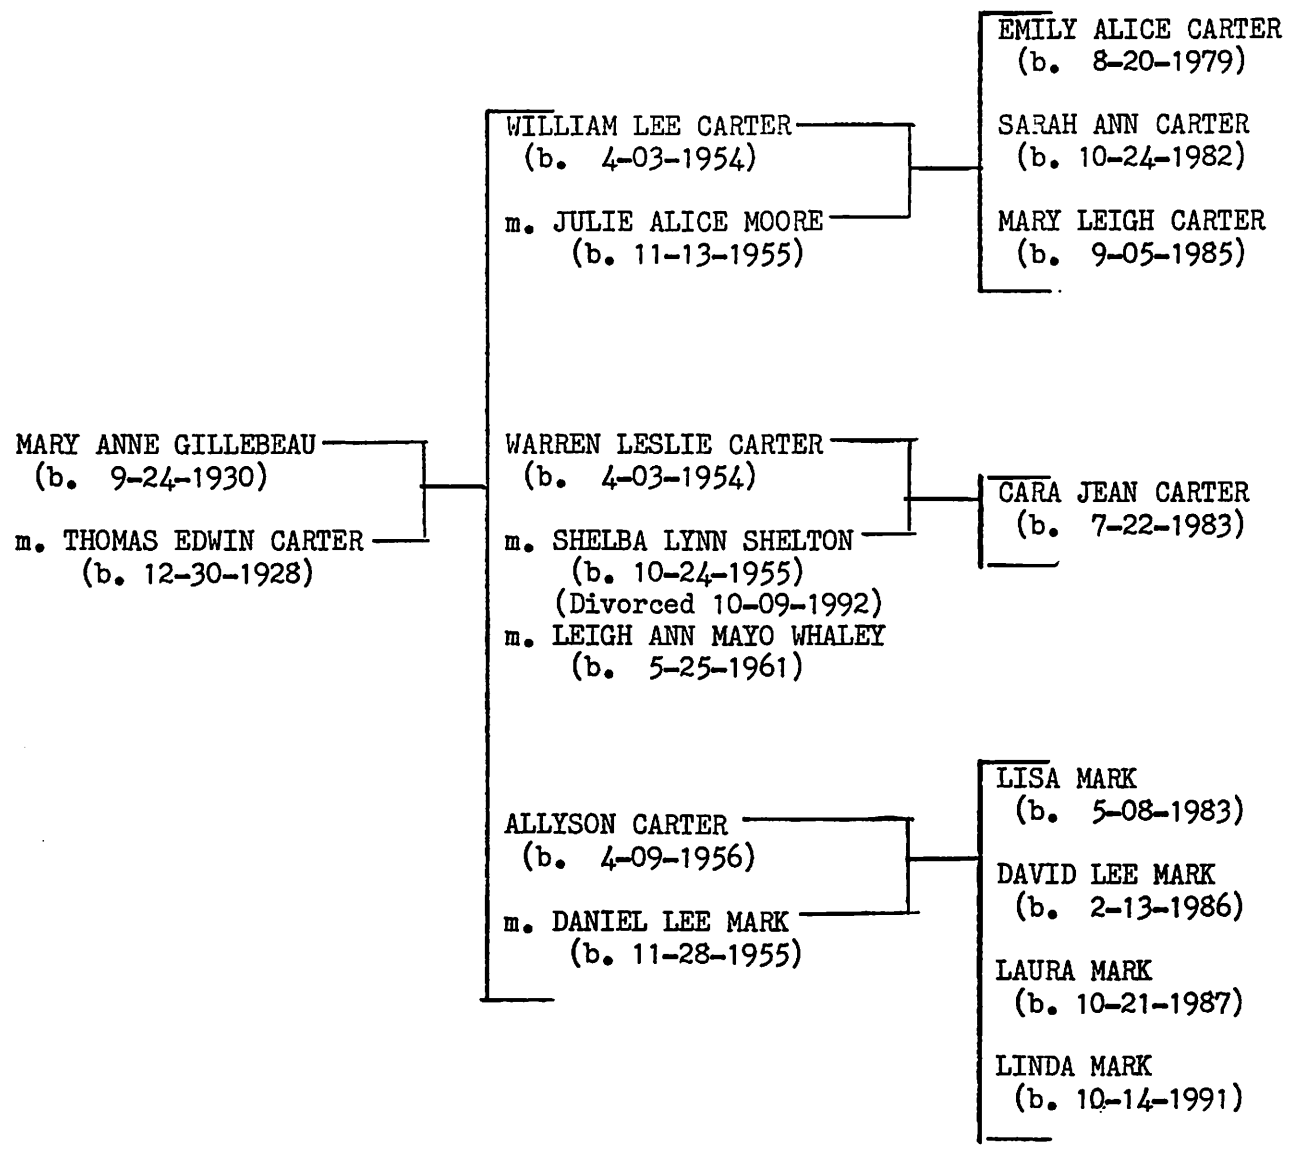 MARY ANNE GILLEBEAU
(b. 9-24-1930)
m. THOMAS EDWIN CARTER
(b. 12-30-1928)
WILLIAM LEE CARTER
(b. 4-03-1954)
m. JULIE ALICE MOORE
(b. 11-13-1955)
EMILY ALICE CARTER
(b. 8-20-1979)
SARAH ANN CARTER
(b. 10-24-1982)
MARY LEIGH CARTER
(b. 9-05-1985)
WARREN LESLIE CARTER
(b. 4-03-1954)
m. SHELBA LYNN SHELTON
(b. 10-24-1955)
(Divorced 10-09-1992)
m. LEIGH ANN MAYO WHALEY
(b. 5-25-1961)
CARA JEAN CARTER
(b. 7-22-1983)
ALLYSON CARTER
(b. 4-09-1956)
m. DANIEL LEE MARK
(b. 11-28-1955)
LISA MARK
(b. 5-08-1983)
DAVID LEE MARK
(b. 2-13-1986)
LAURA MARK
(b. 10-21-1987)
LINDA MARK
(b. 10-14-1991)